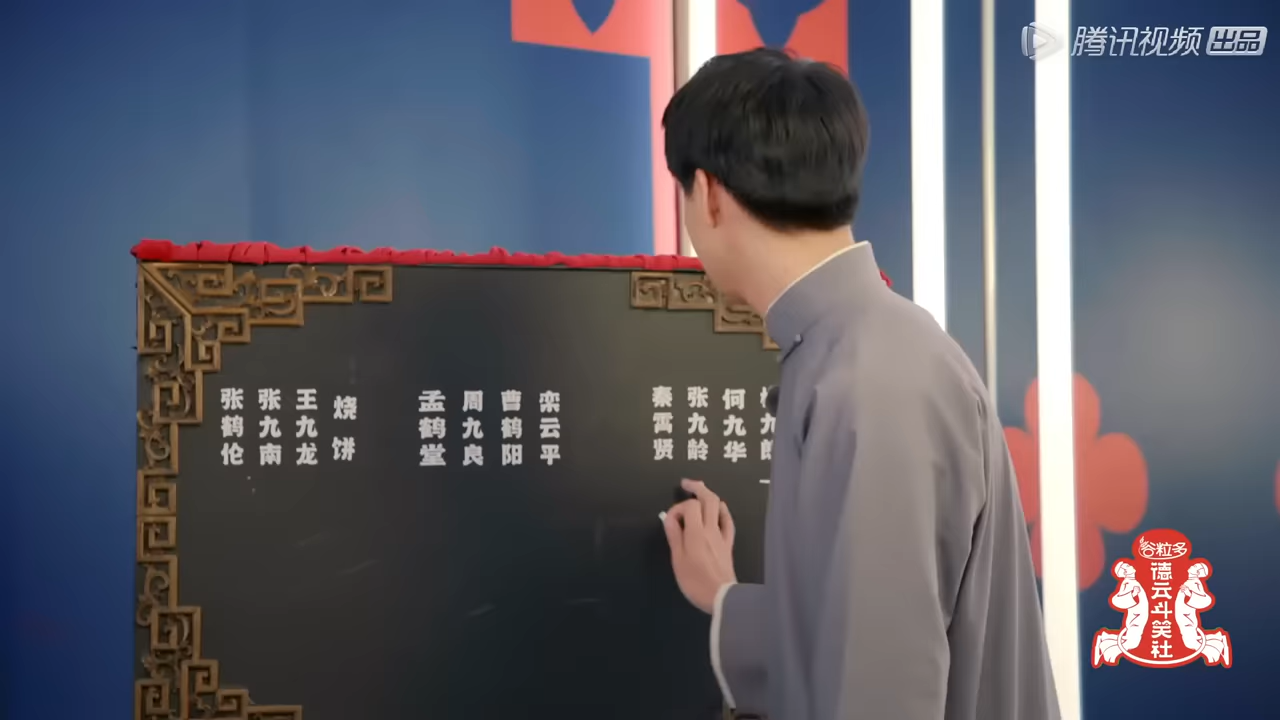 腾讯视频 出品
烧饼
王九龙
张九南
张鹤伦
栾云平
曹鹤阳
周九良
孟鹤堂
九
何九华
张九龄
秦霄贤
谷粒多
德云斗笑社